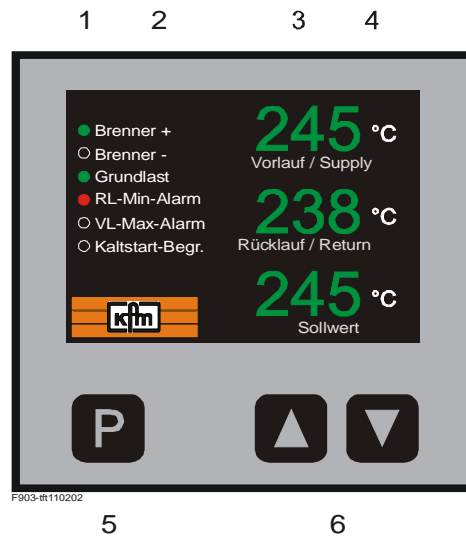 1 2 3 4
Brenner +
Brenner -
Grundlast
RL-Min-Alarm
VL-Max-Alarm
Kaltstart-Begr.
245 °C
Vorlauf / Supply
238 °C
Rücklauf / Return
245 °C
Sollwert
kfm
P
F903-tft110202
5 6